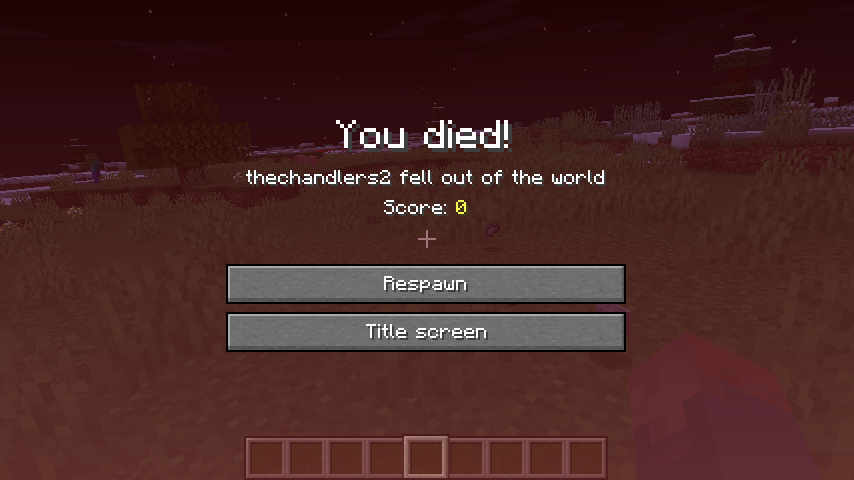 You died!
thechandlers2 fell out of the world
Score: 0
Respawn
Title screen